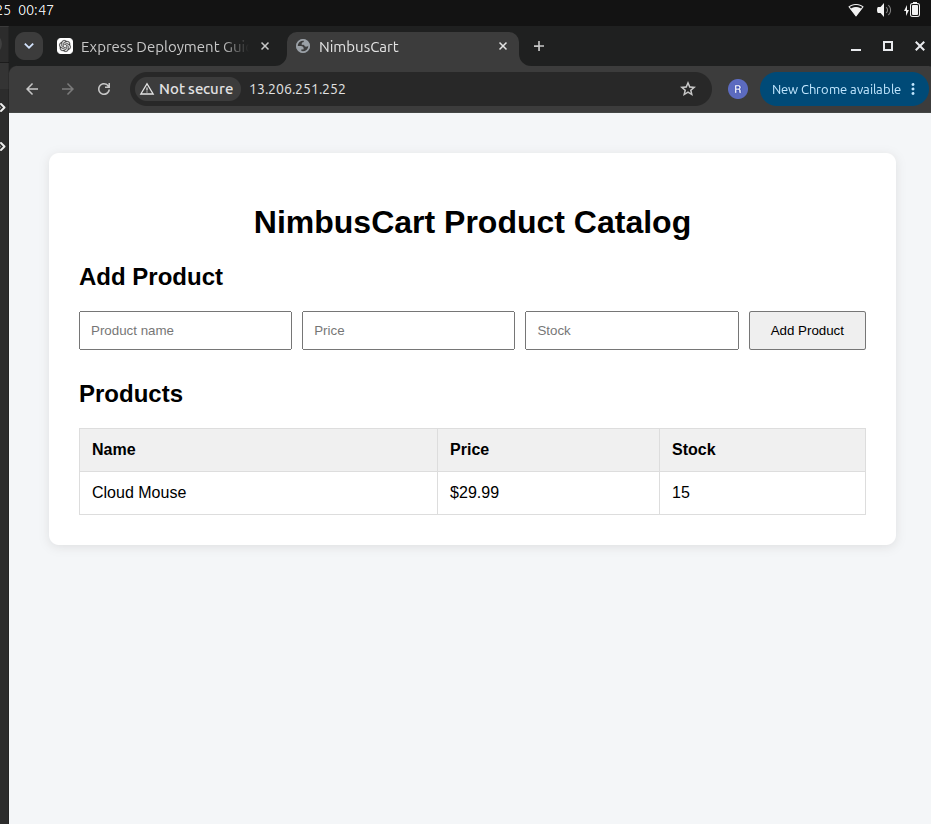 25 00:47
Express Deployment Gui
NimbusCart
Not secure 13.206.251.252
R
New Chrome available
NimbusCart Product Catalog
Add Product
Product name Price Stock Add Product
Products
Name Price Stock
Cloud Mouse $29.99 15